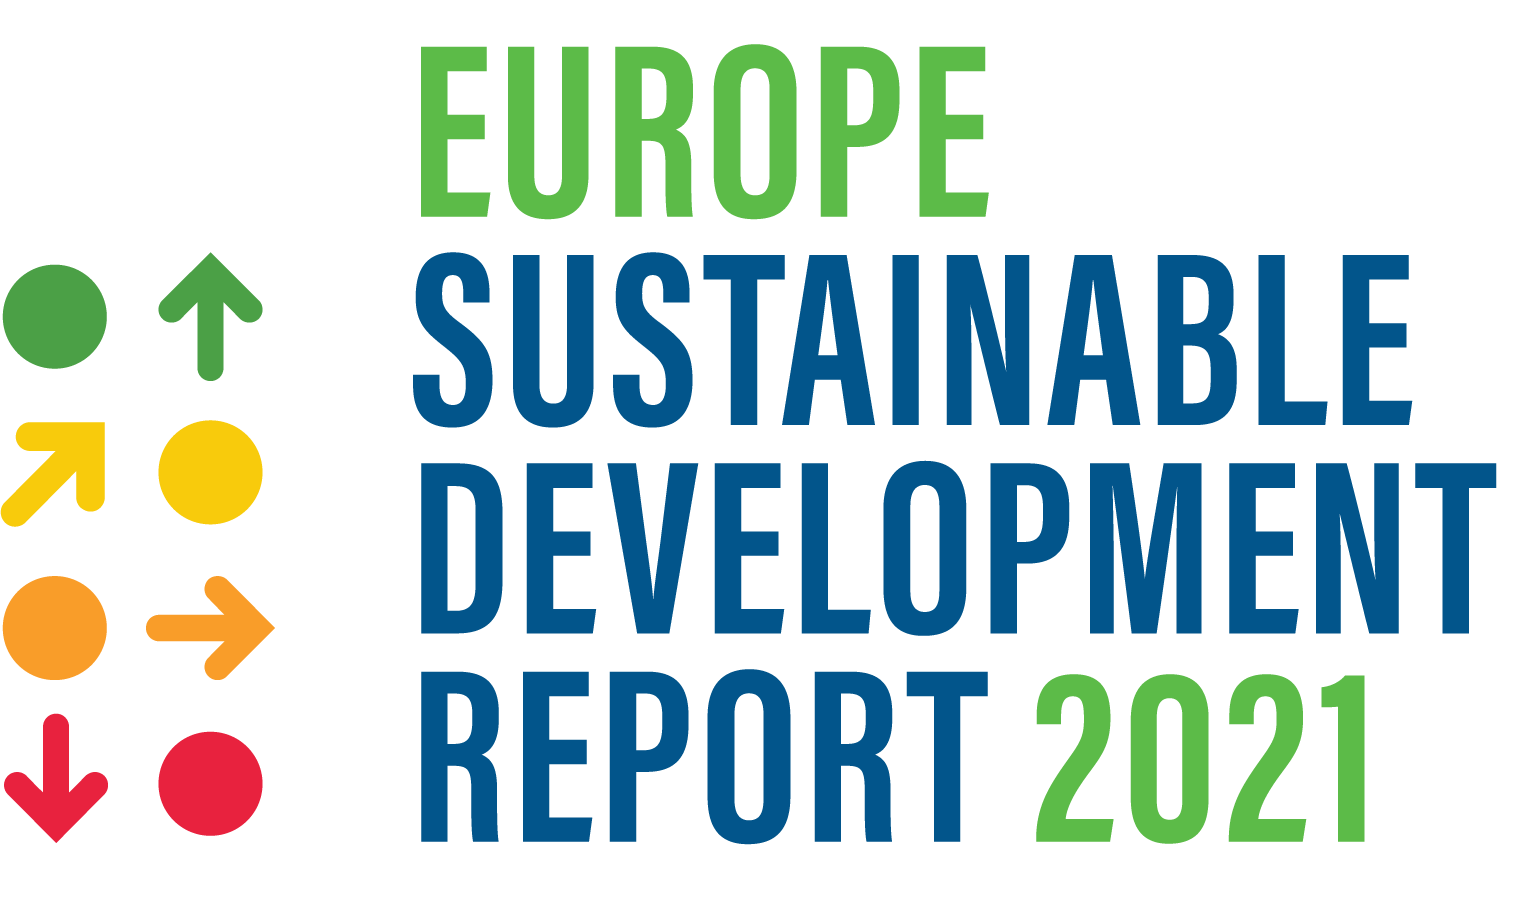 EUROPE
SUSTAINABLE
DEVELOPMENT
REPORT 2021